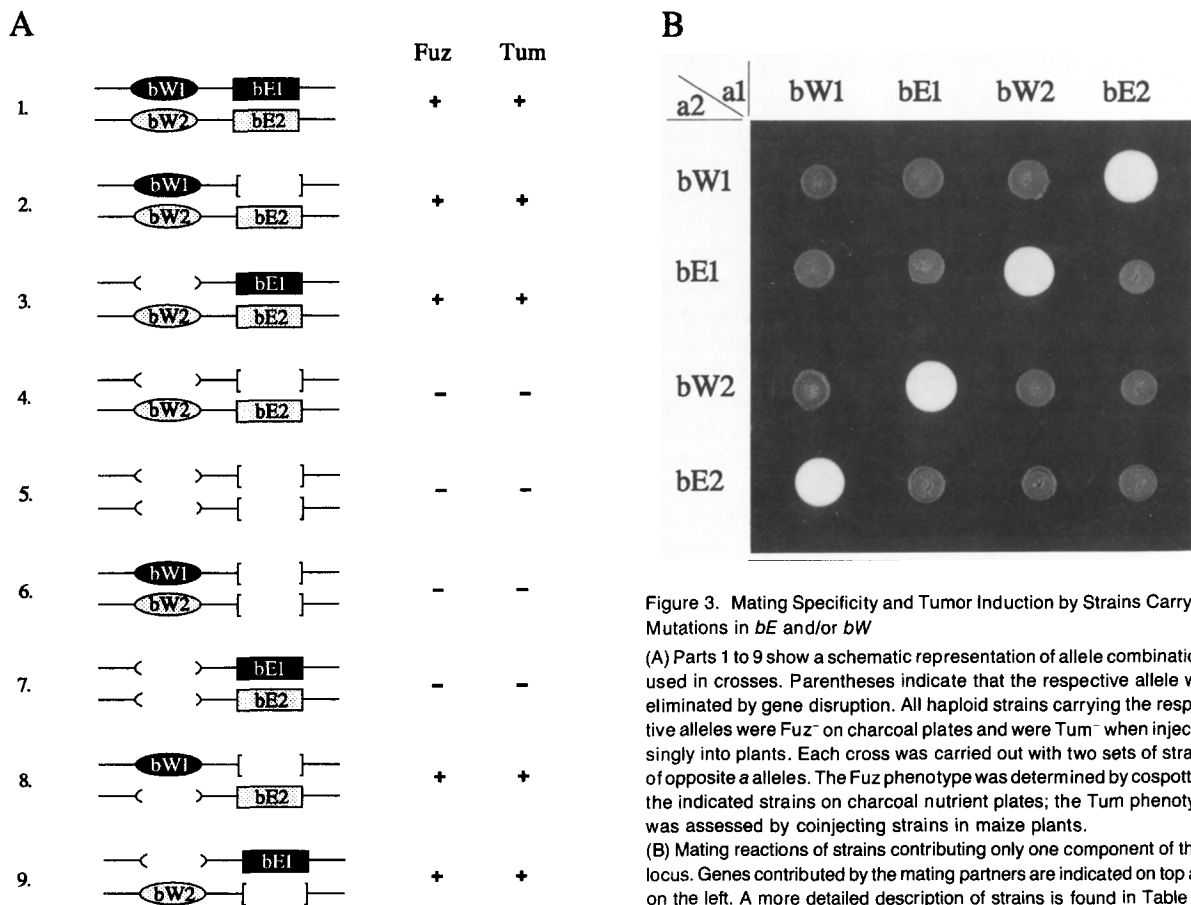 A
Fuz Tum
1. bW1 bE1 + +
bW2 bE2
2. bW1 [ ] + +
bW2 bE2
3. ( ) bE1 + +
bW2 bE2
4. ( ) [ ] - -
bW2 bE2
5. ( ) [ ] - -
( ) [ ]
6. bW1 [ ] - -
bW2 [ ]
7. ( ) bE1 - -
( ) bE2
8. bW1 [ ] + +
( ) bE2
9. ( ) bE1 + +
bW2 [ ]
B
a2 \ a1 bW1 bE1 bW2 bE2
bW1
bE1
bW2
bE2
Figure 3. Mating Specificity and Tumor Induction by Strains Carry
Mutations in bE and/or bW
(A) Parts 1 to 9 show a schematic representation of allele combinatio
used in crosses. Parentheses indicate that the respective allele w
eliminated by gene disruption. All haploid strains carrying the resp
tive alleles were Fuz⁻ on charcoal plates and were Tum⁻ when injec
singly into plants. Each cross was carried out with two sets of stra
of opposite a alleles. The Fuz phenotype was determined by cospott
the indicated strains on charcoal nutrient plates; the Tum phenoty
was assessed by coinjecting strains in maize plants.
(B) Mating reactions of strains contributing only one component of th
locus. Genes contributed by the mating partners are indicated on top a
on the left. A more detailed description of strains is found in Table